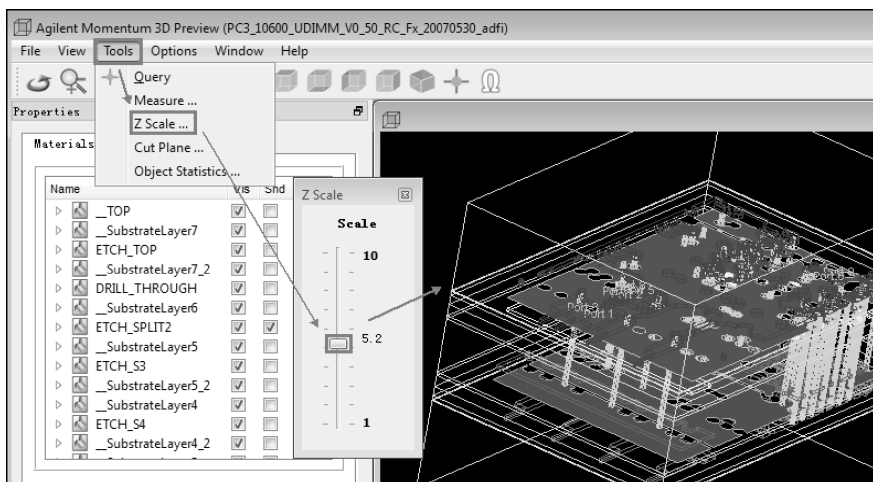 Agilent Momentum 3D Preview (PC3_10600_UDIMM_V0_50_RC_Fx_20070530_adfi)
File View Tools Options Window Help
Query
Measure ...
Z Scale ...
Cut Plane ...
Object Statistics ...
Properties
Materials
Name Vis Shd
__TOP
__SubstrateLayer7
ETCH_TOP
__SubstrateLayer7_2
DRILL_THROUGH
__SubstrateLayer6
ETCH_SPLIT2
__SubstrateLayer5
ETCH_S3
__SubstrateLayer5_2
__SubstrateLayer4
ETCH_S4
__SubstrateLayer4_2
Z Scale
Scale
10
5.2
1
Port 2
Port 3
Port 1